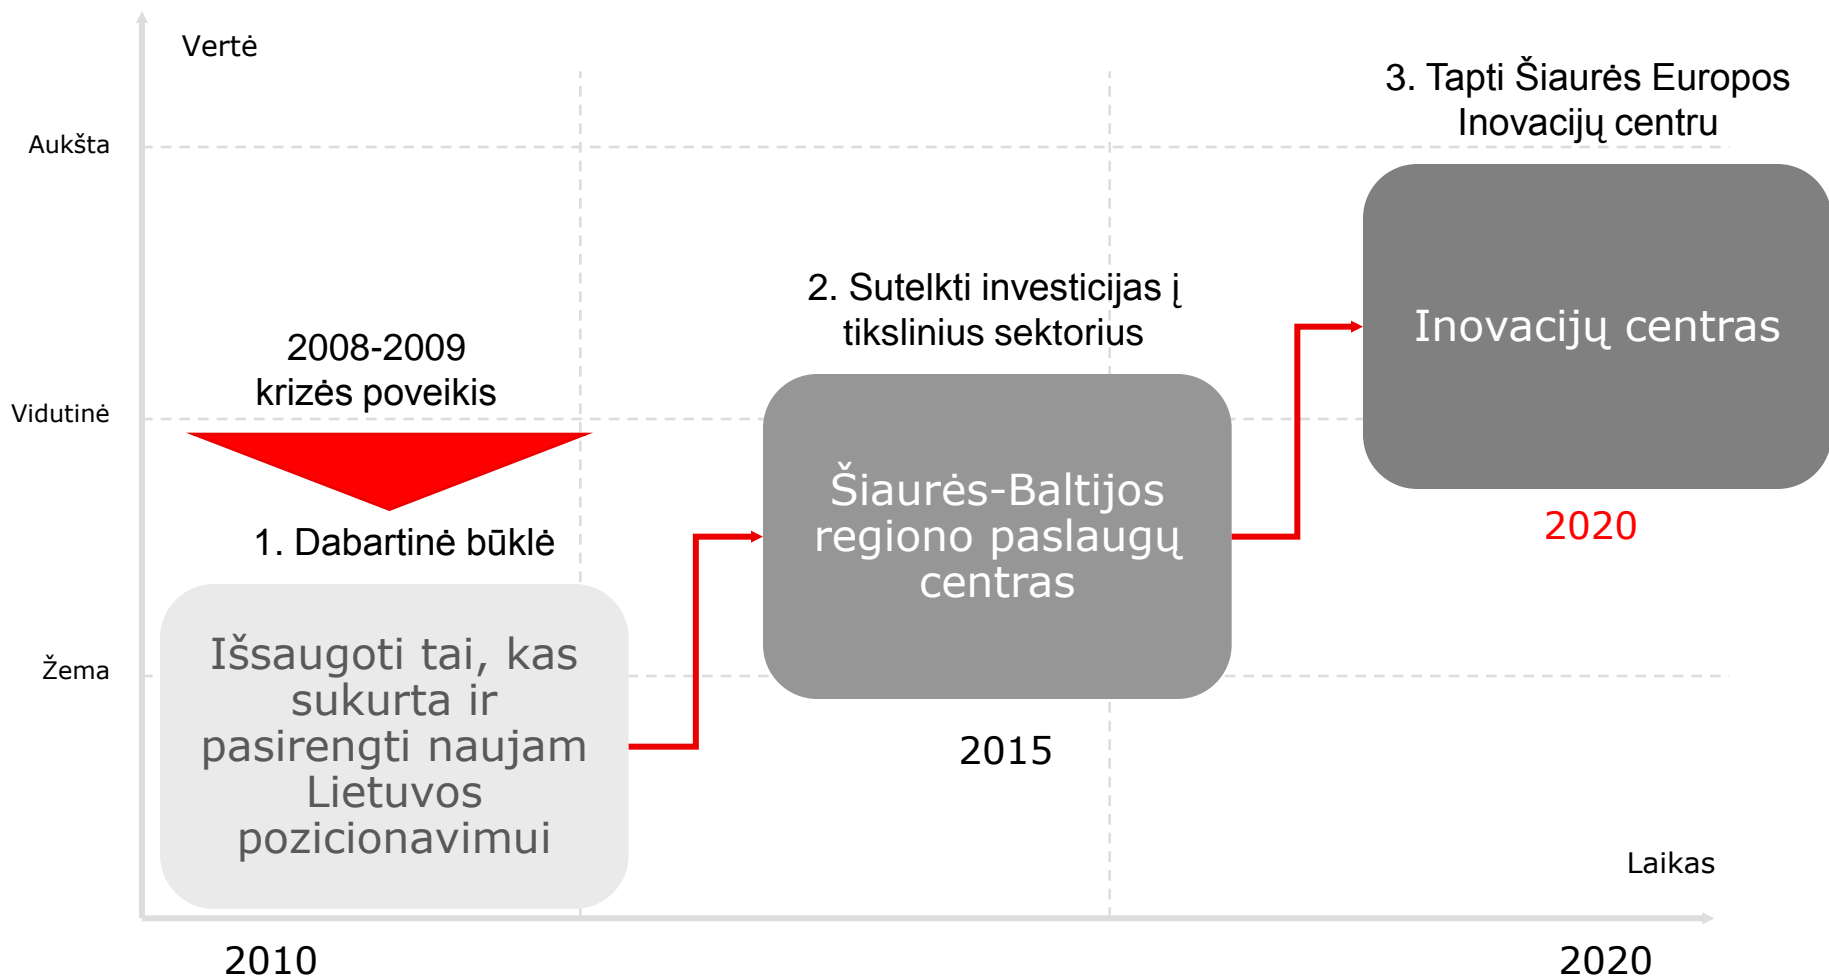 Vertė
3. Tapti Šiaurės Europos
Inovacijų centru
Aukšta
Inovacijų centras
2020
2. Sutelkti investicijas į
tikslinius sektorius
Šiaurės-Baltijos
regiono paslaugų
centras
2015
2008-2009
krizės poveikis
Vidutinė
1. Dabartinė būklė
Išsaugoti tai, kas
sukurta ir
pasirengti naujam
Lietuvos
pozicionavimui
Žema
Laikas
2010
2020